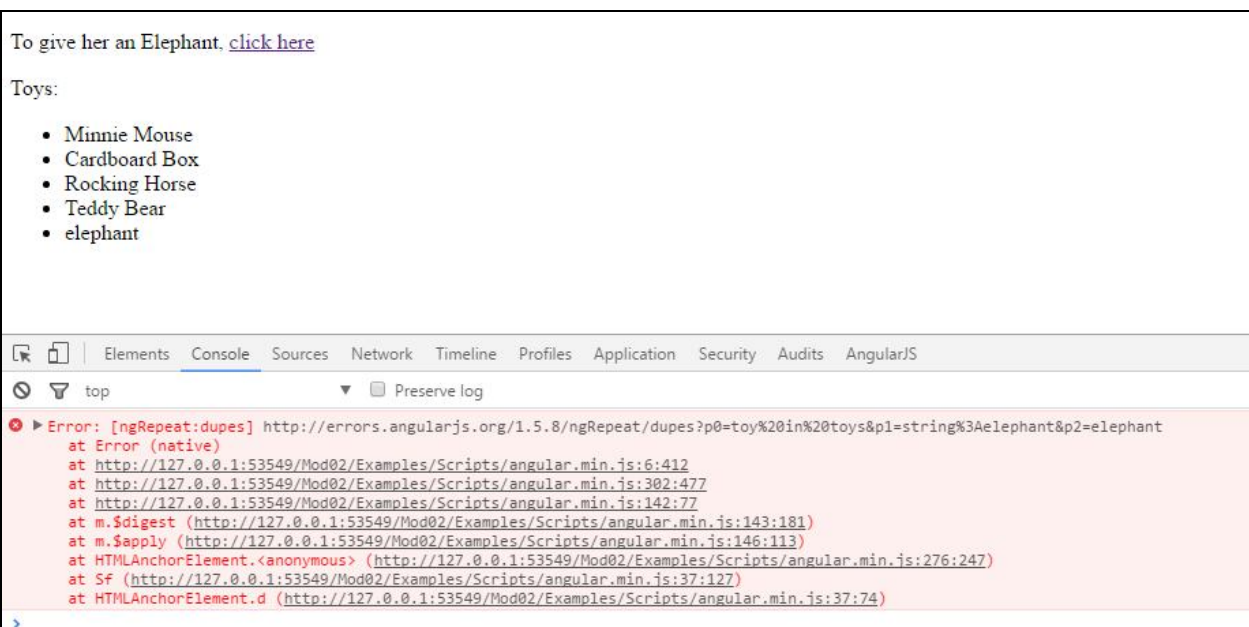 To give her an Elephant, click here
Toys:
Minnie Mouse
Cardboard Box
Rocking Horse
Teddy Bear
elephant
Elements Console Sources Network Timeline Profiles Application Security Audits AngularJS
top ▼ Preserve log
Error: [ngRepeat:dupes] http://errors.angularjs.org/1.5.8/ngRepeat/dupes?p0=toy%20in%20toys&p1=string%3Aelephant&p2=elephant
at Error (native)
at http://127.0.0.1:53549/Mod02/Examples/Scripts/angular.min.js:6:412
at http://127.0.0.1:53549/Mod02/Examples/Scripts/angular.min.js:302:477
at http://127.0.0.1:53549/Mod02/Examples/Scripts/angular.min.js:142:77
at m.$digest (http://127.0.0.1:53549/Mod02/Examples/Scripts/angular.min.js:143:181)
at m.$apply (http://127.0.0.1:53549/Mod02/Examples/Scripts/angular.min.js:146:113)
at HTMLAnchorElement.<anonymous> (http://127.0.0.1:53549/Mod02/Examples/Scripts/angular.min.js:276:247)
at Sf (http://127.0.0.1:53549/Mod02/Examples/Scripts/angular.min.js:37:127)
at HTMLAnchorElement.d (http://127.0.0.1:53549/Mod02/Examples/Scripts/angular.min.js:37:74)